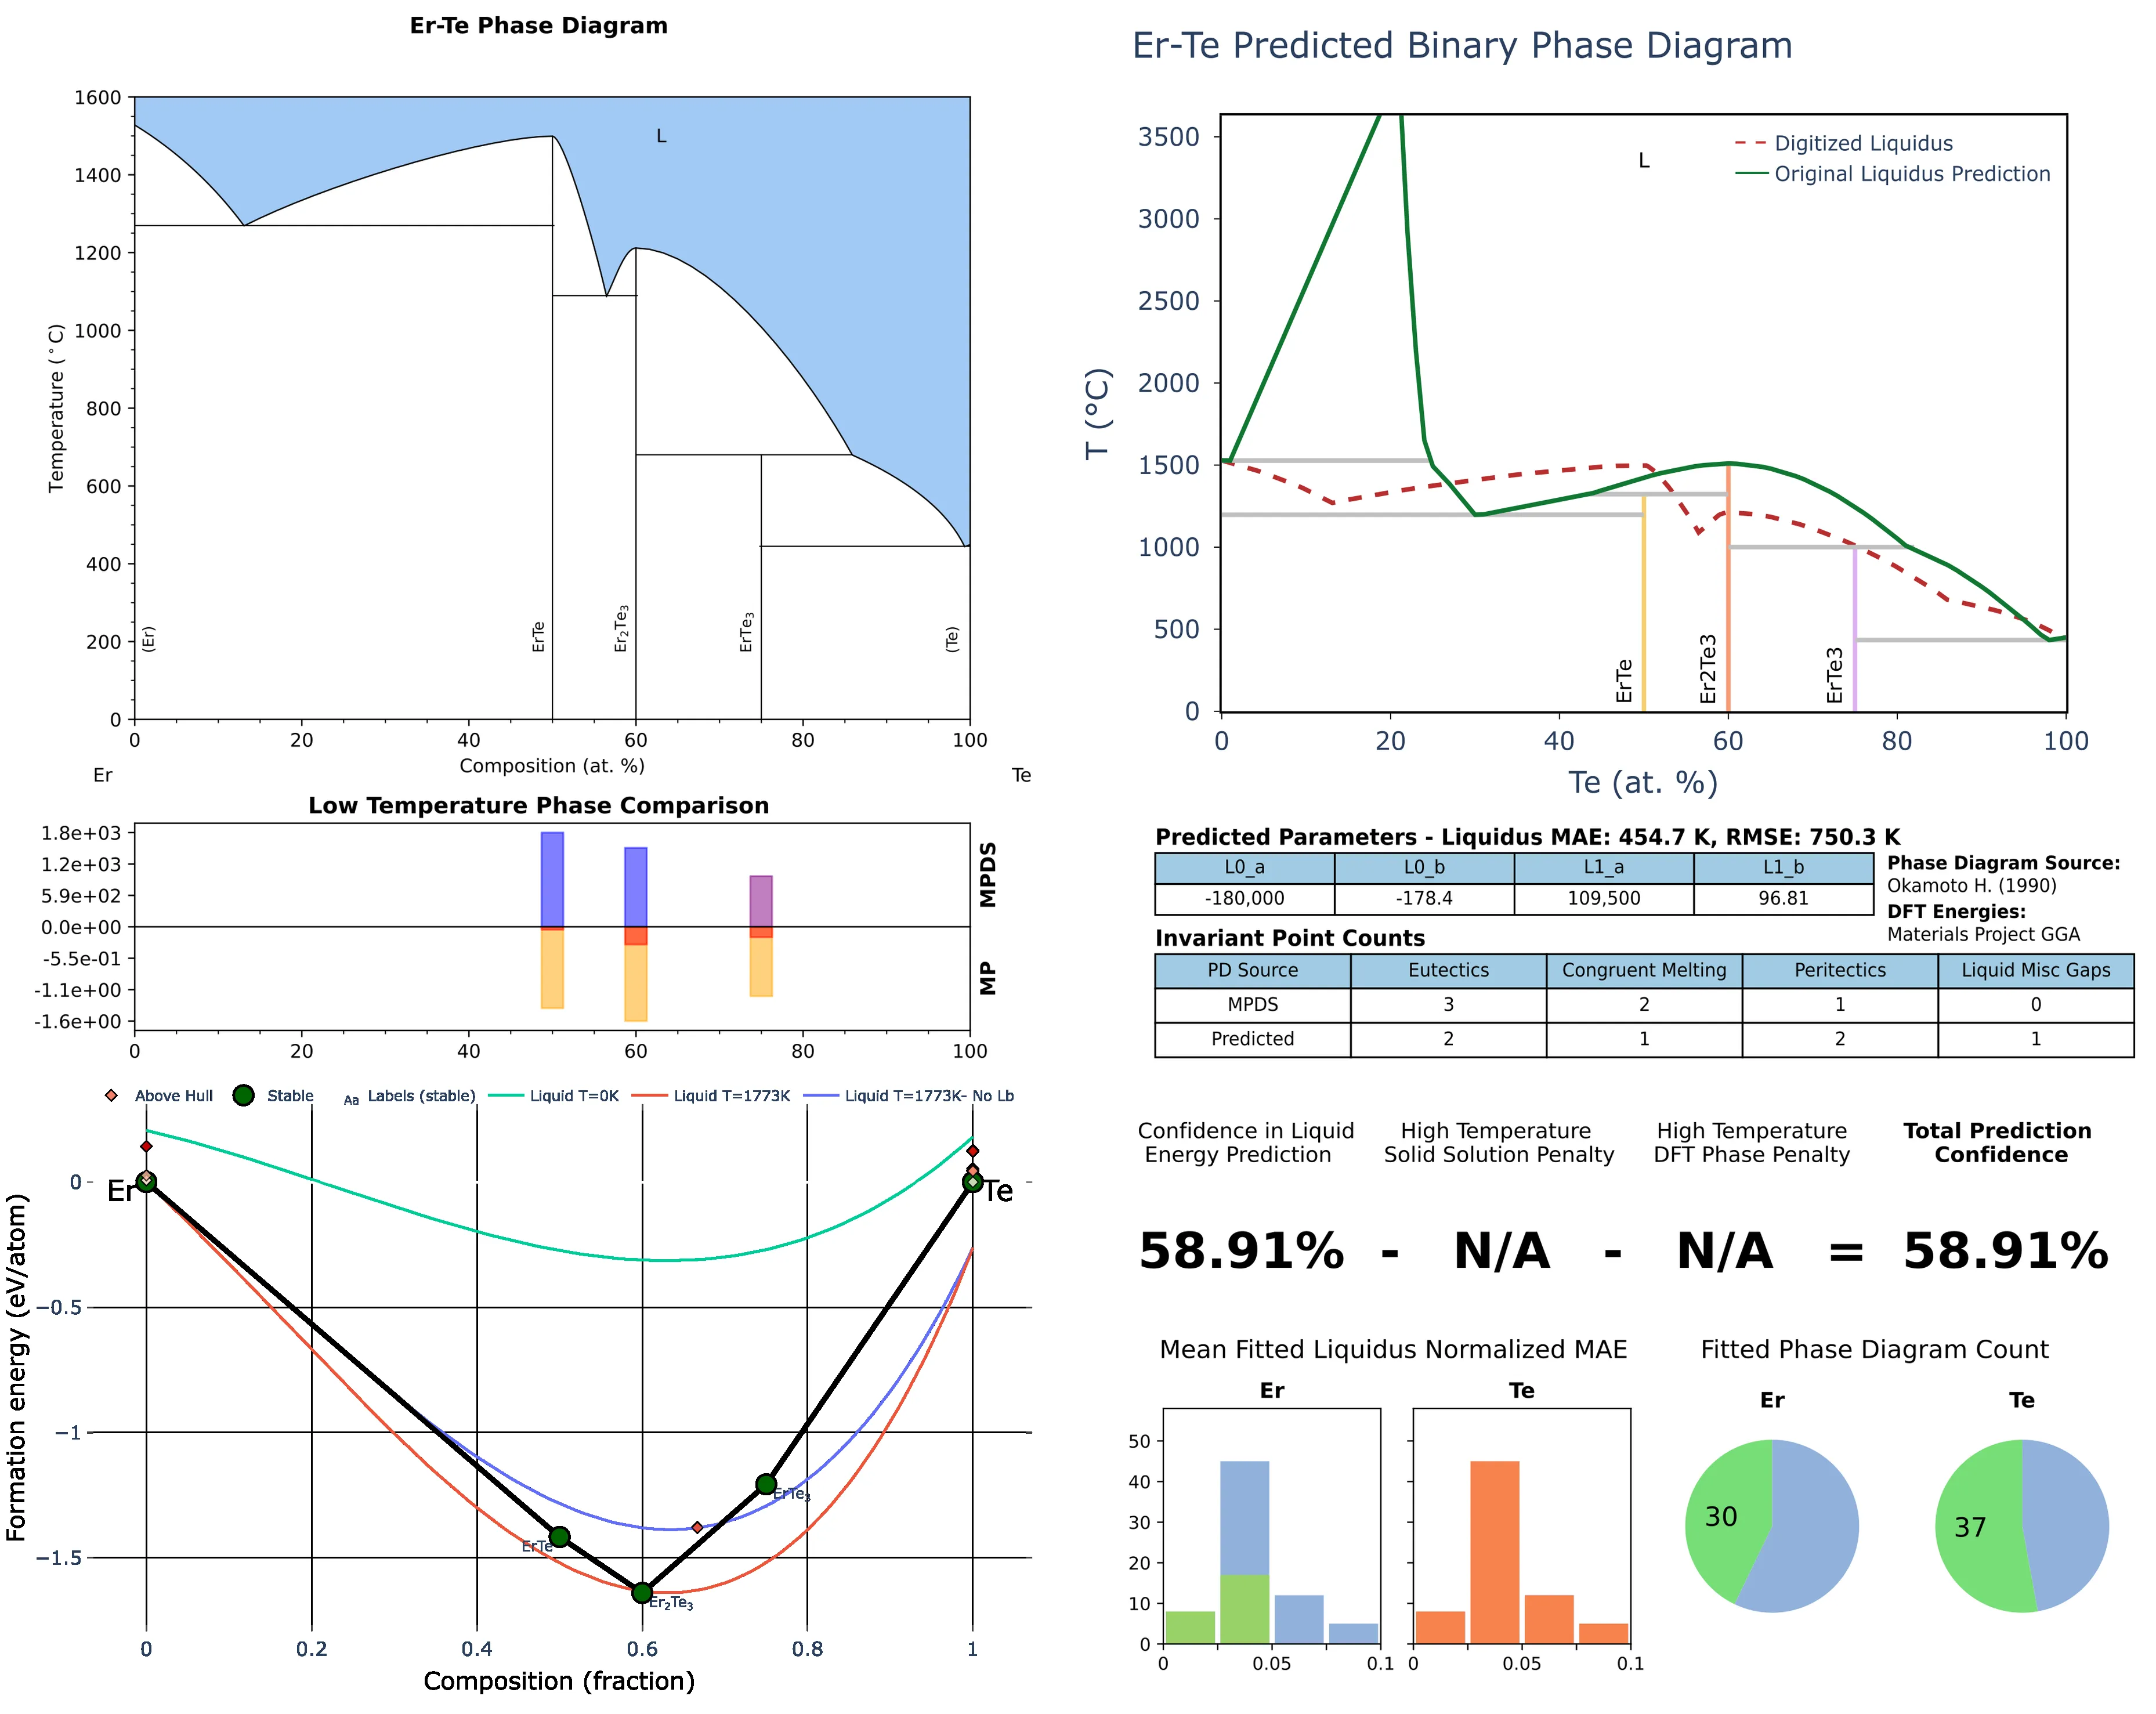 Er-Te Phase Diagram
1600
1400
1200
1000
800
600
400
200
0
Temperature (°C)
L
(Er)
ErTe
Er2Te3
ErTe3
(Te)
0 20 40 60 80 100
Composition (at. %)
Er Te
Low Temperature Phase Comparison
1.8e+03
1.2e+03
5.9e+02
0.0e+00
-5.5e-01
-1.1e+00
-1.6e+00
MPDS
MP
0 20 40 60 80 100
Above Hull Stable Aa Labels (stable) Liquid T=0K Liquid T=1773K Liquid T=1773K- No Lb
Formation energy (eV/atom)
0
−0.5
−1
−1.5
Er
Te
ErTe
Er2Te3
ErTe3
0 0.2 0.4 0.6 0.8 1
Composition (fraction)
Er-Te Predicted Binary Phase Diagram
3500
3000
2500
2000
1500
1000
500
0
T (°C)
L
Digitized Liquidus
Original Liquidus Prediction
ErTe
Er2Te3
ErTe3
0 20 40 60 80 100
Te (at. %)
Predicted Parameters - Liquidus MAE: 454.7 K, RMSE: 750.3 K
L0_a L0_b L1_a L1_b
-180,000 -178.4 109,500 96.81
Phase Diagram Source:
Okamoto H. (1990)
DFT Energies:
Materials Project GGA
Invariant Point Counts
PD Source Eutectics Congruent Melting Peritectics Liquid Misc Gaps
MPDS 3 2 1 0
Predicted 2 1 2 1
Confidence in Liquid Energy Prediction
High Temperature Solid Solution Penalty
High Temperature DFT Phase Penalty
Total Prediction Confidence
58.91% - N/A - N/A = 58.91%
Mean Fitted Liquidus Normalized MAE
Er Te
50
40
30
20
10
0
0 0.05 0.1
0 0.05 0.1
Fitted Phase Diagram Count
Er Te
30 37